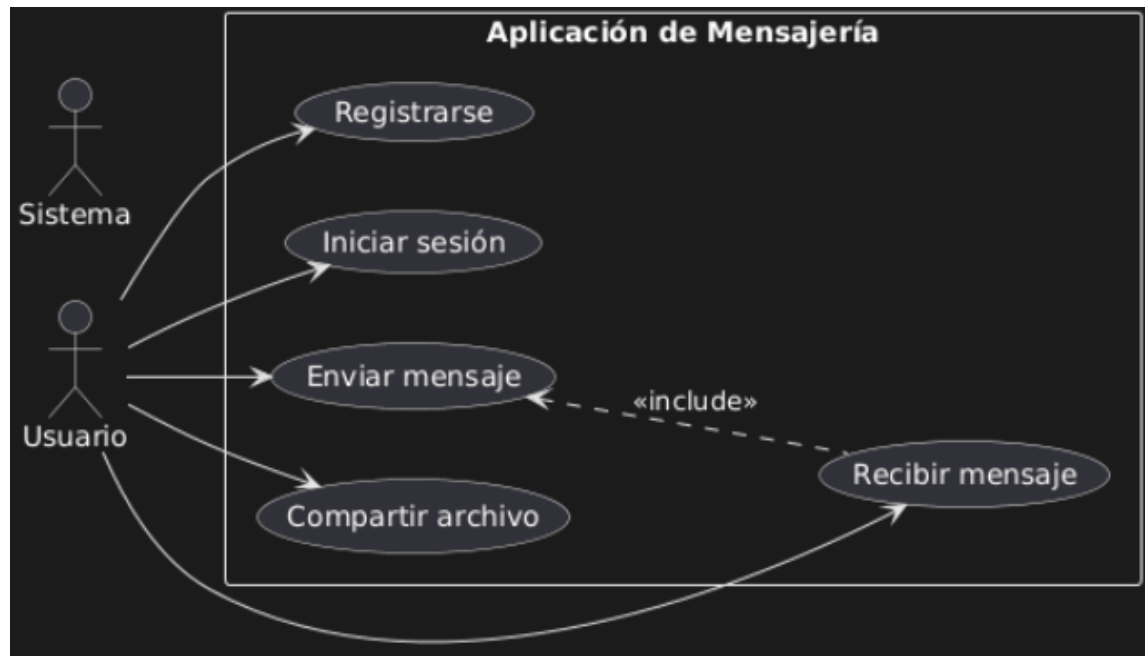 Aplicación de Mensajería
Registrarse
Sistema
Iniciar sesión
Enviar mensaje
«include»
Usuario
Recibir mensaje
Compartir archivo